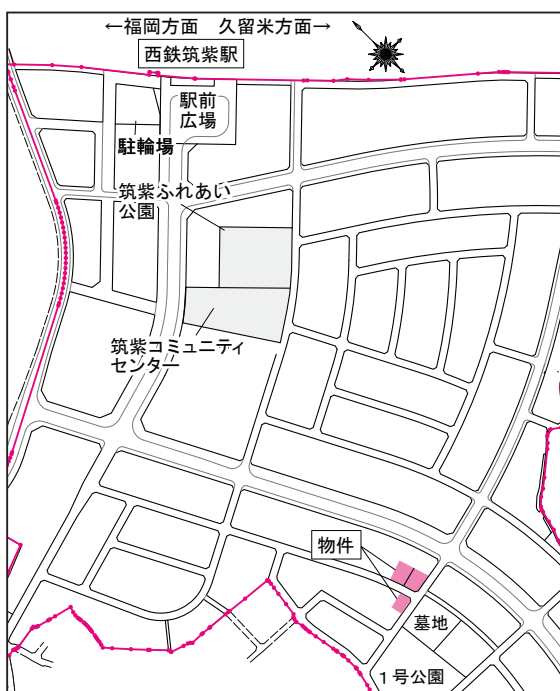 ←福岡方面 久留米方面→
西鉄筑紫駅
駅前
広場
駐輪場
筑紫ふれあい
公園
筑紫コミュニティ
センター
物件
墓地
1号公園